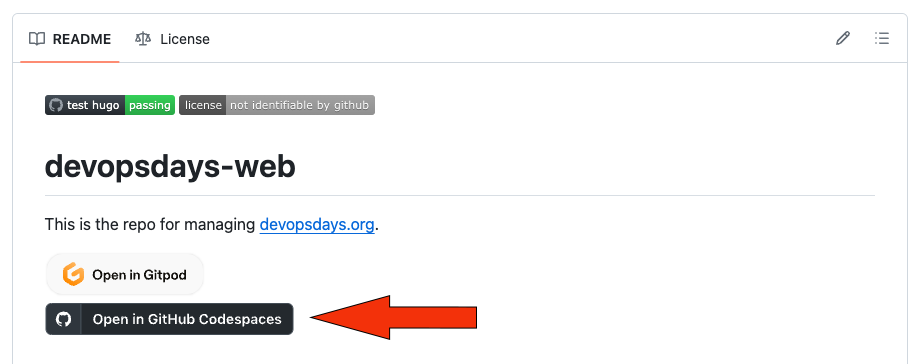 README License
test hugo passing license not identifiable by github
devopsdays-web
This is the repo for managing devopsdays.org.
Open in Gitpod
Open in GitHub Codespaces